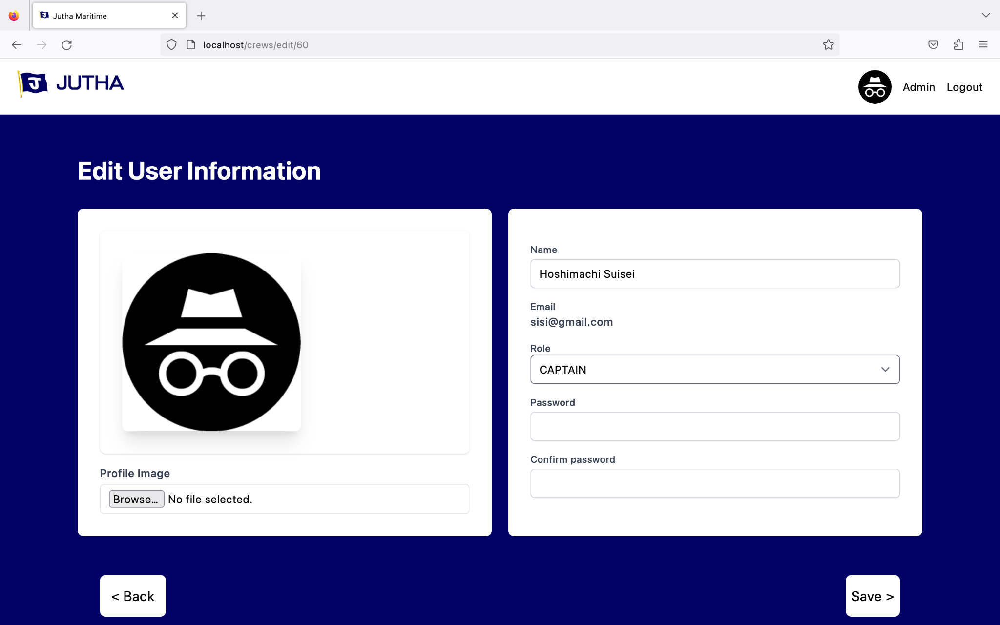 Jutha Maritime
localhost/crews/edit/60
J JUTHA
Admin Logout
Edit User Information
Profile Image
Browse... No file selected.
Name
Hoshimachi Suisei
Email
sisi@gmail.com
Role
CAPTAIN
Password
Confirm password
< Back
Save >